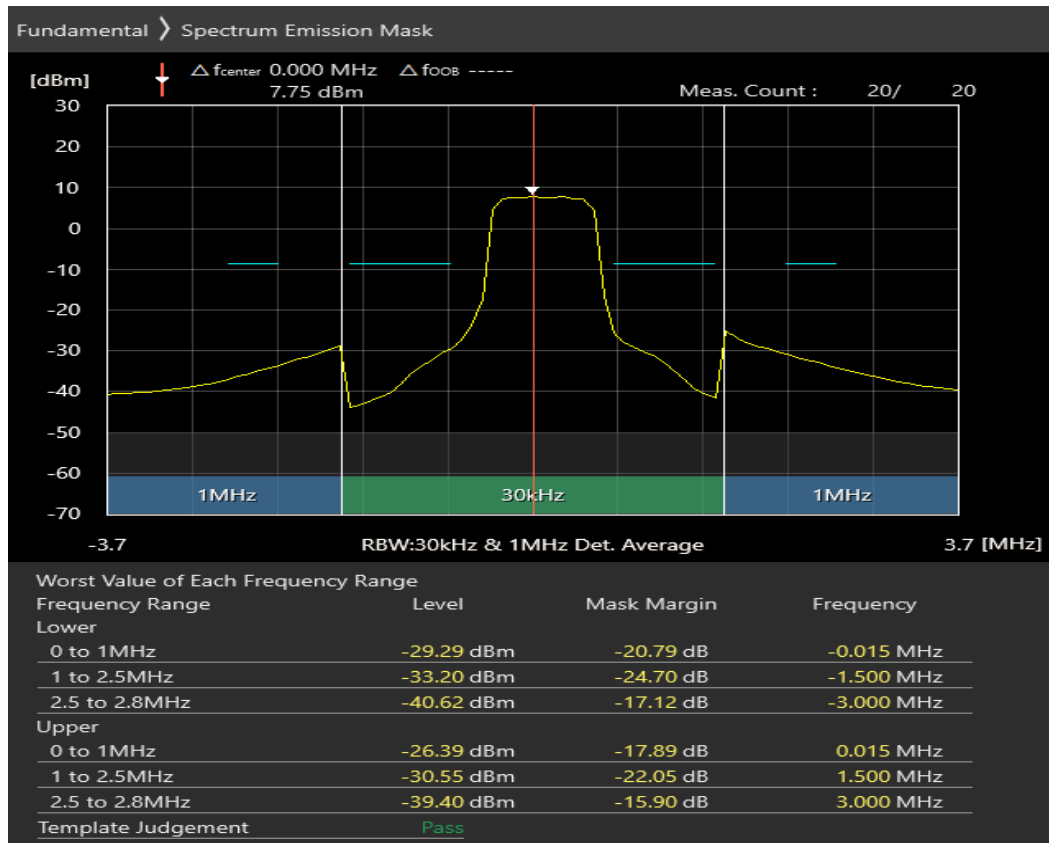 Fundamental 〉 Spectrum Emission Mask
[dBm] △ fcenter 0.000 MHz △ fOOB -----
7.75 dBm Meas. Count : 20/ 20
30
20
10
0
-10
-20
-30
-40
-50
-60
-70
1MHz 30kHz 1MHz
-3.7 RBW:30kHz & 1MHz Det. Average 3.7 [MHz]
Worst Value of Each Frequency Range
Frequency Range Level Mask Margin Frequency
Lower
0 to 1MHz -29.29 dBm -20.79 dB -0.015 MHz
1 to 2.5MHz -33.20 dBm -24.70 dB -1.500 MHz
2.5 to 2.8MHz -40.62 dBm -17.12 dB -3.000 MHz
Upper
0 to 1MHz -26.39 dBm -17.89 dB 0.015 MHz
1 to 2.5MHz -30.55 dBm -22.05 dB 1.500 MHz
2.5 to 2.8MHz -39.40 dBm -15.90 dB 3.000 MHz
Template Judgement Pass